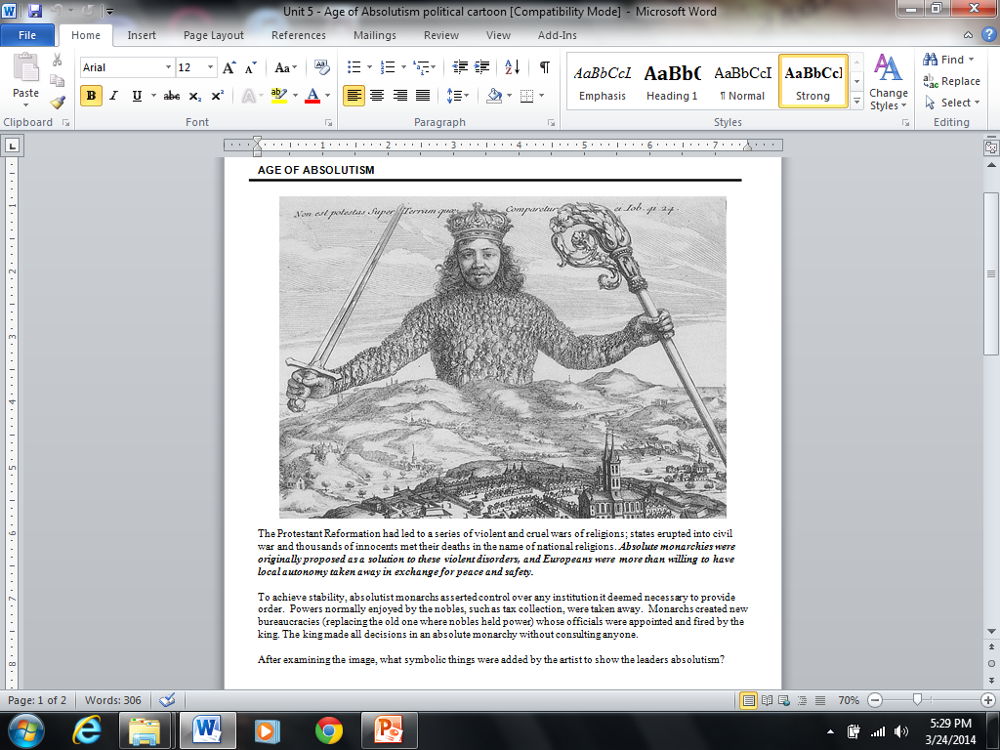 Unit 5 - Age of Absolutism political cartoon [Compatibility Mode] - Microsoft Word
File Home Insert Page Layout References Mailings Review View Add-Ins
Paste
Arial 12
AaBbCcI AaBbC AaBbCcI AaBbCcI
Emphasis Heading 1 ¶ Normal Strong
Change Styles
Find
Replace
Select
Clipboard Font Paragraph Styles Editing
1 2 3 4 5 6 7
AGE OF ABSOLUTISM
Non est potestas Super Terram quae Comparetur ei Iob. 41. 24.
The Protestant Reformation had led to a series of violent and cruel wars of religions; states erupted into civil
war and thousands of innocents met their deaths in the name of national religions. Absolute monarchies were
originally proposed as a solution to these violent disorders, and Europeans were more than willing to have
local autonomy taken away in exchange for peace and safety.
To achieve stability, absolutist monarchs asserted control over any institution it deemed necessary to provide
order. Powers normally enjoyed by the nobles, such as tax collection, were taken away. Monarchs created new
bureaucracies (replacing the old one where nobles held power) whose officials were appointed and fired by the
king. The king made all decisions in an absolute monarchy without consulting anyone.
After examining the image, what symbolic things were added by the artist to show the leaders absolutism?
Page: 1 of 2 Words: 306 70%
5:29 PM
3/24/2014